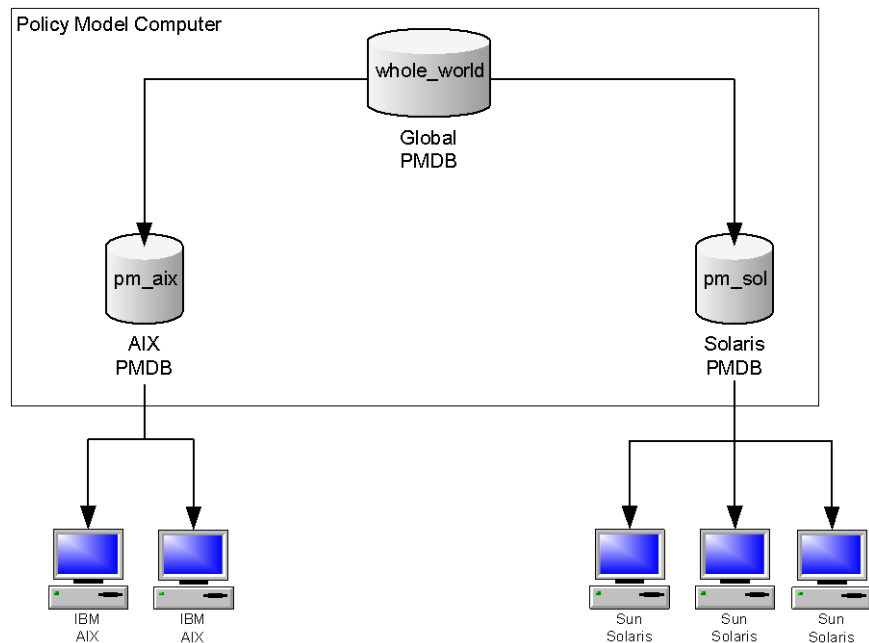 Policy Model Computer
whole_world
Global
PMDB
pm_aix
pm_sol
AIX
PMDB
Solaris
PMDB
IBM
AIX
IBM
AIX
Sun
Solaris
Sun
Solaris
Sun
Solaris